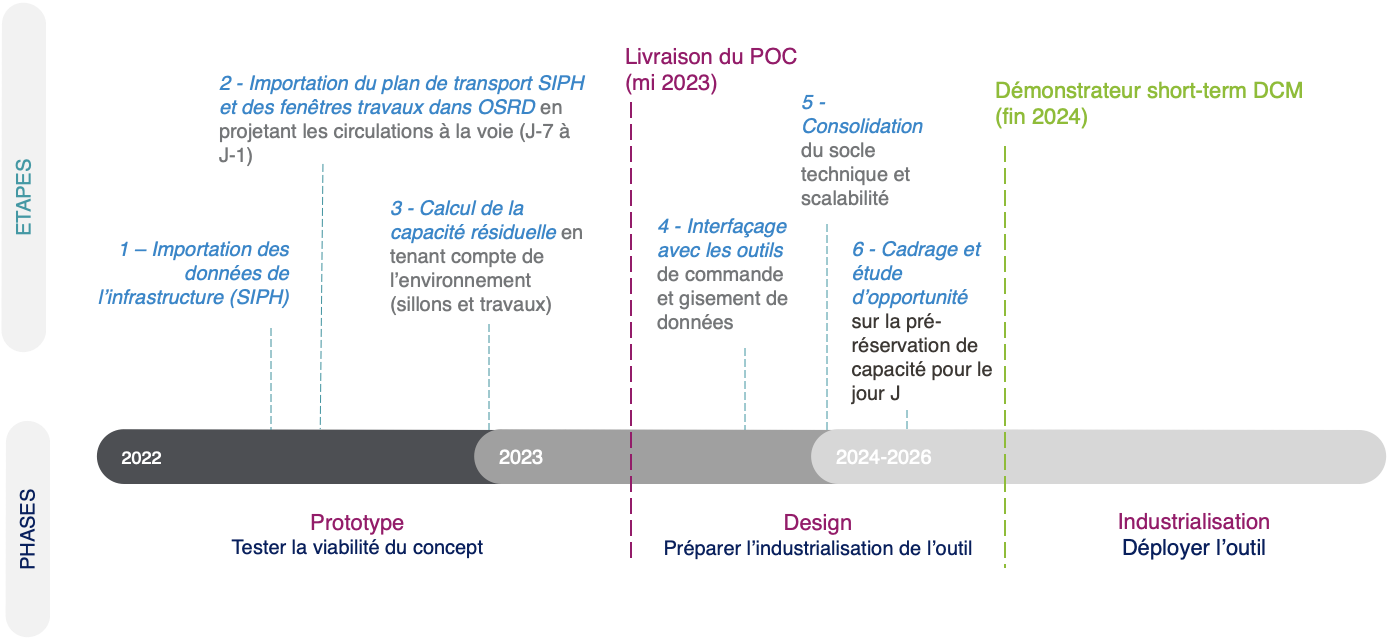 ETAPES
1 – Importation des
données de
l’infrastructure (SIPH)
2 - Importation du plan de transport SIPH
et des fenêtres travaux dans OSRD en
projetant les circulations à la voie (J-7 à
J-1)
3 - Calcul de la
capacité résiduelle en
tenant compte de
l’environnement
(sillons et travaux)
Livraison du POC
(mi 2023)
4 - Interfaçage
avec les outils
de commande
et gisement de
données
5 -
Consolidation
du socle
technique et
scalabilité
6 - Cadrage et
étude
d’opportunité
sur la pré-
réservation de
capacité pour le
jour J
Démonstrateur short-term DCM
(fin 2024)
2022
2023
2024-2026
PHASES
Prototype
Tester la viabilité du concept
Design
Préparer l’industrialisation de l’outil
Industrialisation
Déployer l’outil